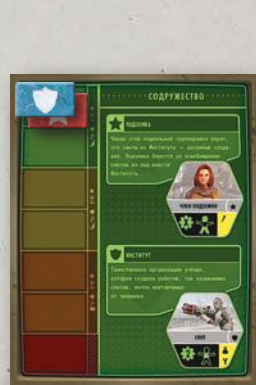 СОДРУЖЕСТВО
ПОДЗЕМКА
Члены этой подпольной группировки верят,
что синты из Института — разумные созда-
ния. Подземка борется за освобождение
синтов из-под власти
Института.
ЧЛЕН ПОДЗЕМКИ
ИНСТИТУТ
Таинственная организация учёных,
которая создала роботов, так называемых
синтов, почти неотличимых
от человека.
СИНТ